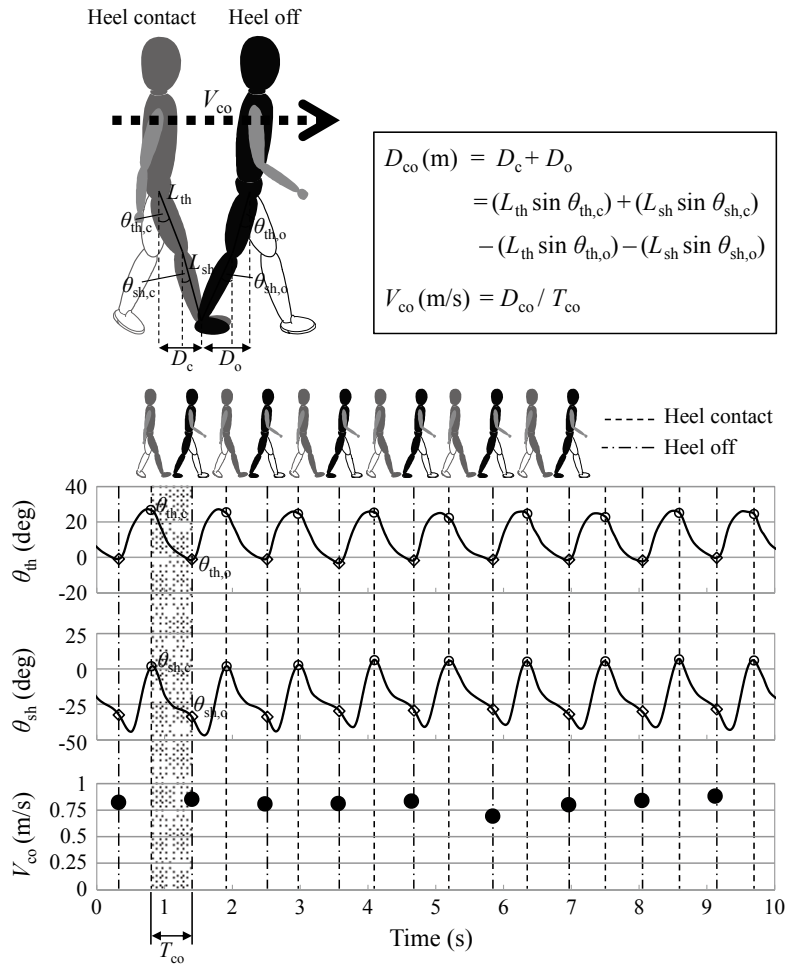 Heel contact Heel off
V_co
L_th
θ_th,c
θ_th,o
L_sh
θ_sh,c
θ_sh,o
D_c D_o
D_co (m) = D_c + D_o
= (L_th sin θ_th,c) + (L_sh sin θ_sh,c)
− (L_th sin θ_th,o) − (L_sh sin θ_sh,o)
V_co (m/s) = D_co / T_co
Heel contact
Heel off
θ_th (deg)
40
20
0
-20
θ_th,c
θ_th,o
θ_sh (deg)
25
0
-25
-50
θ_sh,c
θ_sh,o
V_co (m/s)
1
0.75
0.5
0.25
0
0 1 2 3 4 5 6 7 8 9 10
T_co
Time (s)